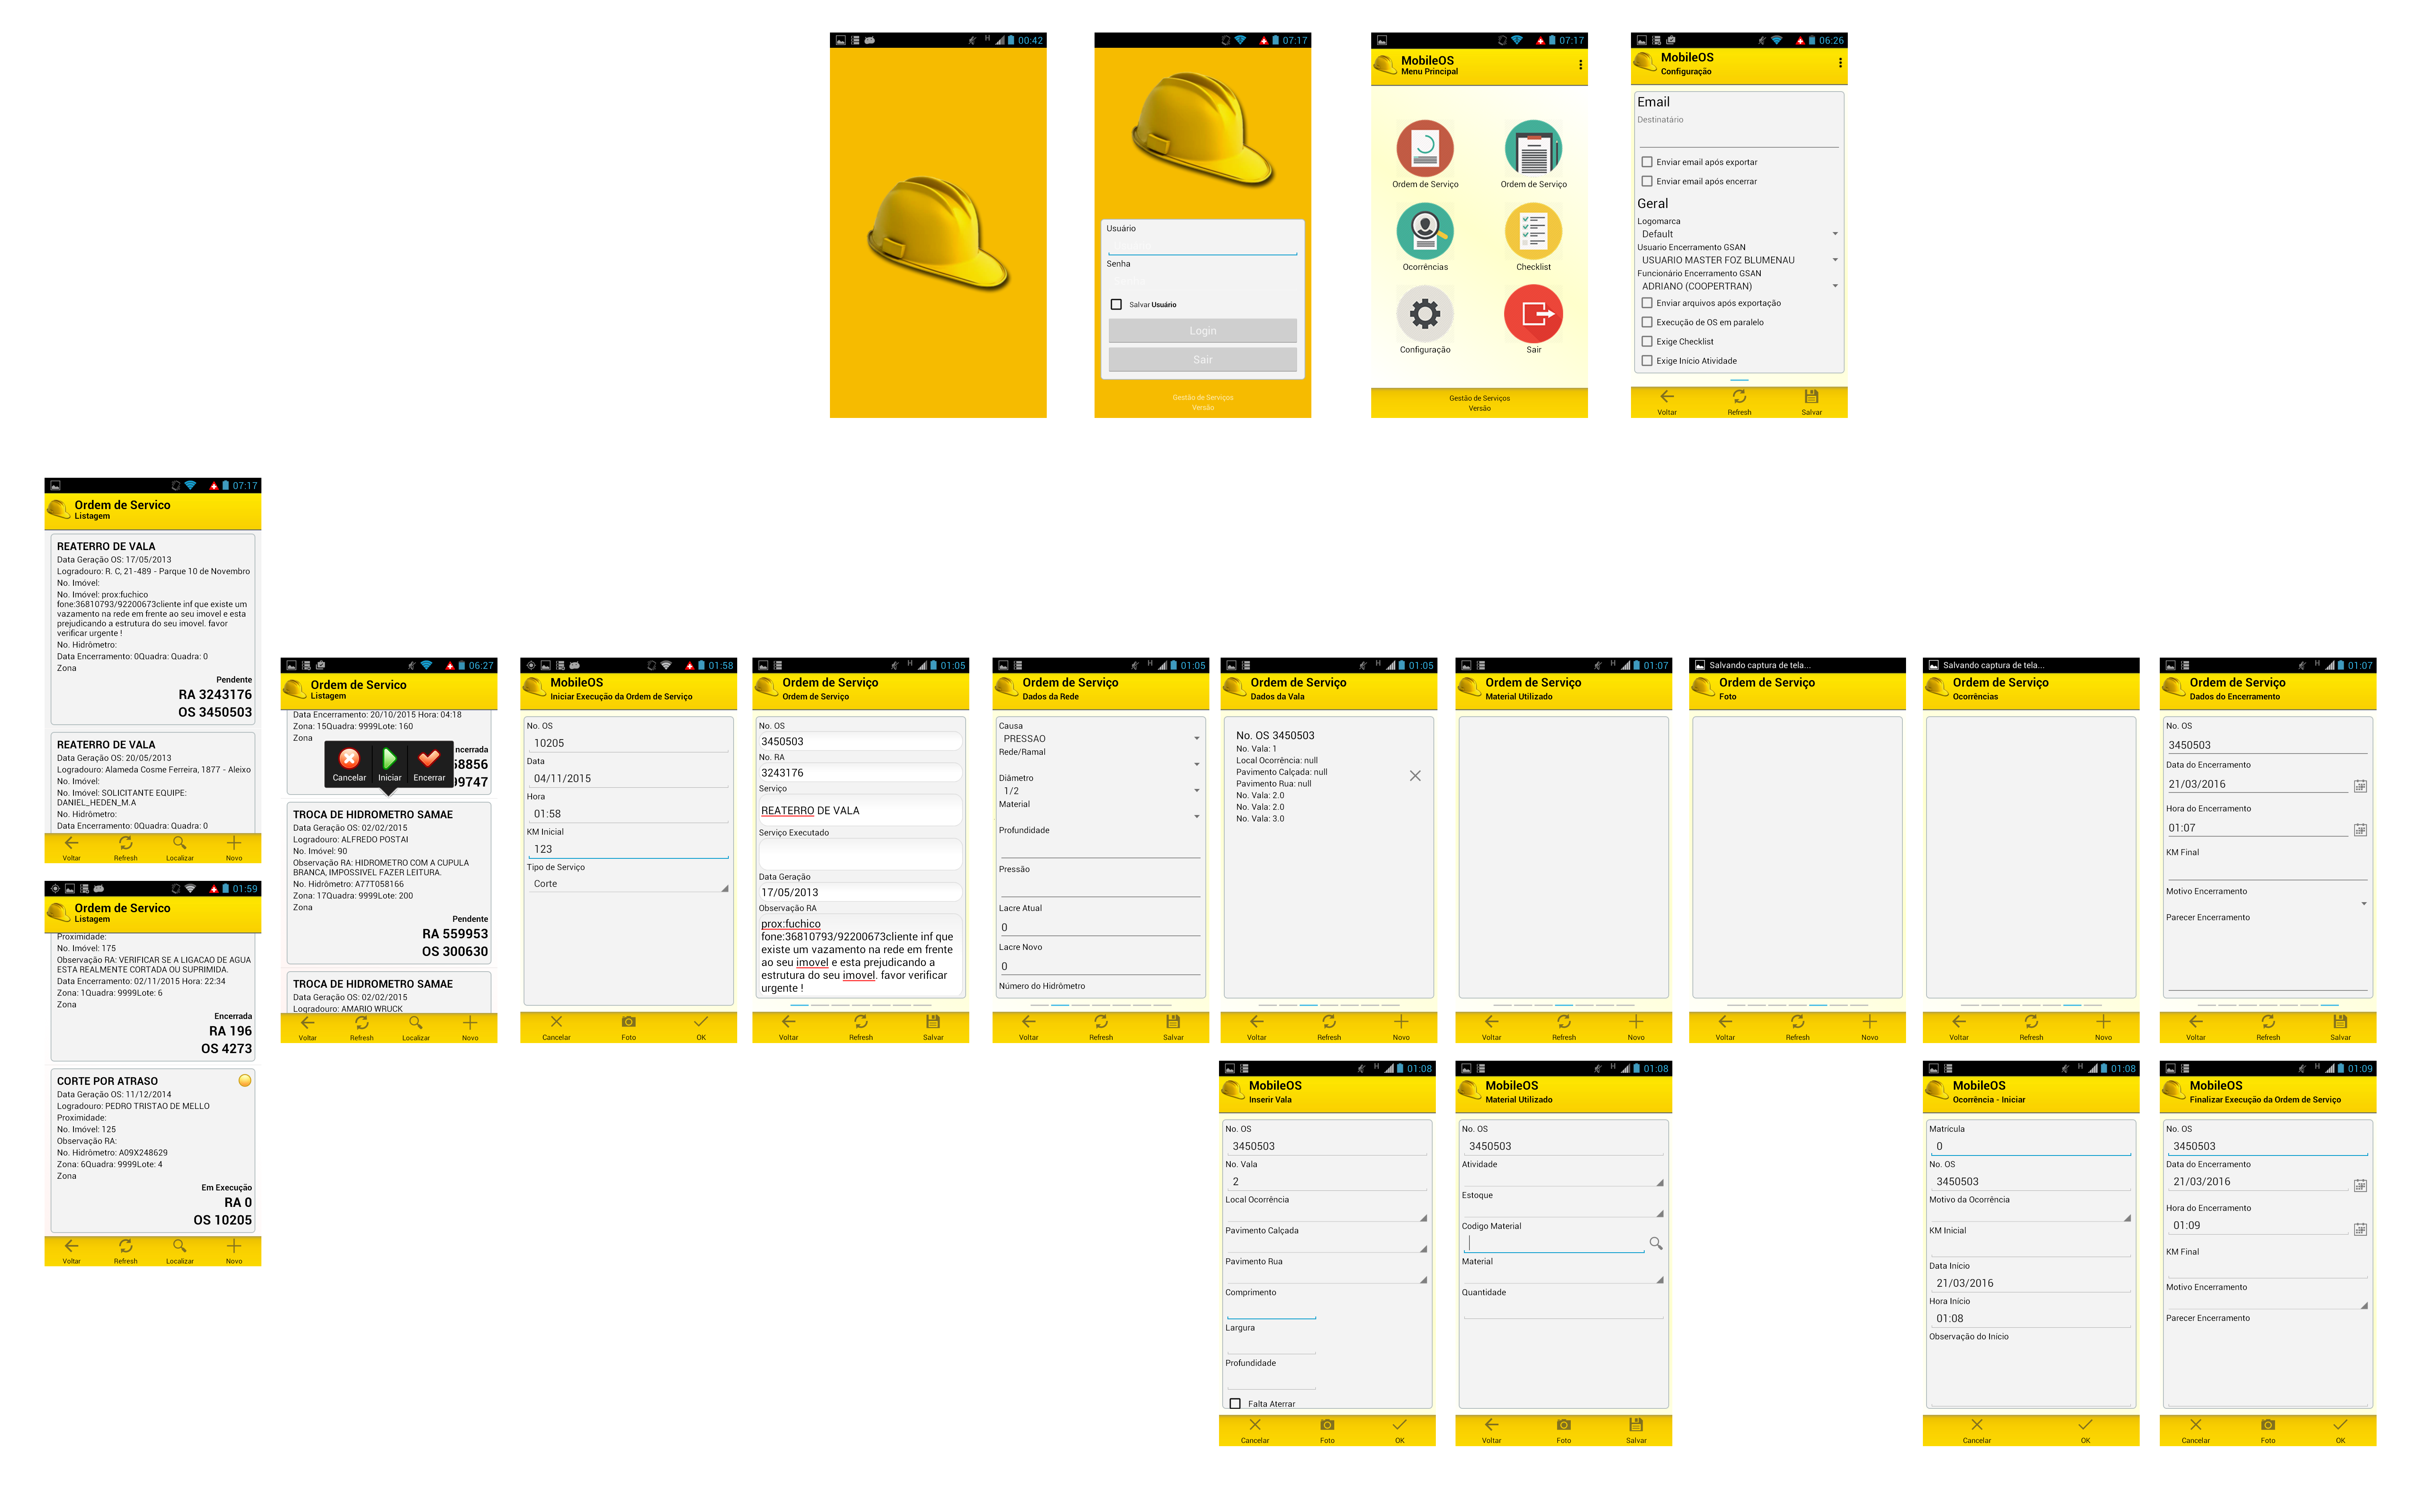 00:42
07:17
Usuário
Senha
Salvar Usuário
Login
Sair
Gestão de Serviços
Versão
07:17
MobileOS
Menu Principal
Ordem de Serviço
Ordem de Serviço
Ocorrências
Checklist
Configuração
Sair
Gestão de Serviços
Versão
06:26
MobileOS
Configuração
Email
Destinatário
Enviar email após exportar
Enviar email após encerrar
Geral
Logomarca
Default
Usuario Encerramento GSAN
USUARIO MASTER FOZ BLUMENAU
Funcionário Encerramento GSAN
ADRIANO (COOPERTRAN)
Enviar arquivos após exportação
Execução de OS em paralelo
Exige Checklist
Exige Início Atividade
Voltar
Refresh
Salvar
07:17
Ordem de Servico
Listagem
REATERRO DE VALA
Data Geração OS: 17/05/2013
Logradouro: R. C, 21-489 - Parque 10 de Novembro
No. Imóvel:
No. Imóvel: prox:fuchico
fone:36810793/92200673cliente inf que existe um
vazamento na rede em frente ao seu imovel e esta
prejudicando a estrutura do seu imovel. favor
verificar urgente !
No. Hidrômetro:
Data Encerramento: 0Quadra: Quadra: 0
Zona
Pendente
RA 3243176
OS 3450503
REATERRO DE VALA
Data Geração OS: 20/05/2013
Logradouro: Alameda Cosme Ferreira, 1877 - Aleixo
No. Imóvel:
No. Imóvel: SOLICITANTE EQUIPE:
DANIEL_HEDEN_M.A
No. Hidrômetro:
Data Encerramento: 0Quadra: Quadra: 0
Voltar
Refresh
Localizar
Novo
01:59
Ordem de Servico
Listagem
Proximidade:
No. Imóvel: 175
Observação RA: VERIFICAR SE A LIGACAO DE AGUA
ESTA REALMENTE CORTADA OU SUPRIMIDA.
Data Encerramento: 02/11/2015 Hora: 22:34
Zona: 1Quadra: 9999Lote: 6
Zona
Encerrada
RA 196
OS 4273
CORTE POR ATRASO
Data Geração OS: 11/12/2014
Logradouro: PEDRO TRISTAO DE MELLO
Proximidade:
No. Imóvel: 125
Observação RA:
No. Hidrômetro: A09X248629
Zona: 6Quadra: 9999Lote: 4
Zona
Em Execução
RA 0
OS 10205
Voltar
Refresh
Localizar
Novo
06:27
Ordem de Servico
Listagem
Data Encerramento: 20/10/2015 Hora: 04:18
Zona: 15Quadra: 9999Lote: 160
Zona
ncerrada
58856
09747
Cancelar
Iniciar
Encerrar
TROCA DE HIDROMETRO SAMAE
Data Geração OS: 02/02/2015
Logradouro: ALFREDO POSTAI
No. Imóvel: 90
Observação RA: HIDROMETRO COM A CUPULA
BRANCA, IMPOSSIVEL FAZER LEITURA.
No. Hidrômetro: A77T058166
Zona: 17Quadra: 9999Lote: 200
Zona
Pendente
RA 559953
OS 300630
TROCA DE HIDROMETRO SAMAE
Data Geração OS: 02/02/2015
Logradouro: AMARIO WRUCK
Voltar
Refresh
Localizar
Novo
01:58
MobileOS
Iniciar Execução da Ordem de Serviço
No. OS
10205
Data
04/11/2015
Hora
01:58
KM Inicial
123
Tipo de Serviço
Corte
Cancelar
Foto
OK
H 01:05
Ordem de Serviço
Ordem de Serviço
No. OS
3450503
No. RA
3243176
Serviço
REATERRO DE VALA
Serviço Executado
Data Geração
17/05/2013
Observação RA
prox:fuchico
fone:36810793/92200673cliente inf que
existe um vazamento na rede em frente
ao seu imovel e esta prejudicando a
estrutura do seu imovel. favor verificar
urgente !
Voltar
Refresh
Salvar
H 01:05
Ordem de Serviço
Dados da Rede
Causa
PRESSAO
Rede/Ramal
Diâmetro
1/2
Material
Profundidade
Pressão
Lacre Atual
0
Lacre Novo
0
Número do Hidrômetro
Voltar
Refresh
Salvar
H 01:05
Ordem de Serviço
Dados da Vala
No. OS 3450503
No. Vala: 1
Local Ocorrência: null
Pavimento Calçada: null
Pavimento Rua: null
No. Vala: 2.0
No. Vala: 2.0
No. Vala: 3.0
Voltar
Refresh
Novo
H 01:07
Ordem de Serviço
Material Utilizado
Voltar
Refresh
Novo
Salvando captura de tela...
Ordem de Serviço
Foto
Voltar
Refresh
Novo
Salvando captura de tela...
Ordem de Serviço
Ocorrências
Voltar
Refresh
Novo
H 01:07
Ordem de Serviço
Dados do Encerramento
No. OS
3450503
Data do Encerramento
21/03/2016
Hora do Encerramento
01:07
KM Final
Motivo Encerramento
Parecer Encerramento
Voltar
Refresh
Salvar
H 01:08
MobileOS
Inserir Vala
No. OS
3450503
No. Vala
2
Local Ocorrência
Pavimento Calçada
Pavimento Rua
Comprimento
Largura
Profundidade
Falta Aterrar
Cancelar
Foto
OK
H 01:08
MobileOS
Material Utilizado
No. OS
3450503
Atividade
Estoque
Codigo Material
Material
Quantidade
Voltar
Foto
Salvar
H 01:08
MobileOS
Ocorrência - Iniciar
Matrícula
0
No. OS
3450503
Motivo da Ocorrência
KM Inicial
Data Início
21/03/2016
Hora Início
01:08
Observação do Início
Cancelar
OK
H 01:09
MobileOS
Finalizar Execução da Ordem de Serviço
No. OS
3450503
Data do Encerramento
21/03/2016
Hora do Encerramento
01:09
KM Final
Motivo Encerramento
Parecer Encerramento
Cancelar
Foto
OK